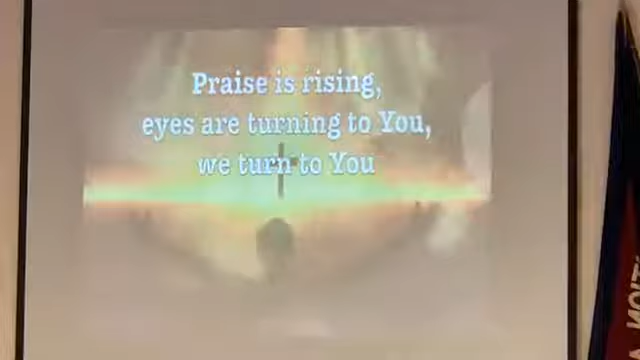 Praise is rising,
eyes are turning to You,
we turn to You